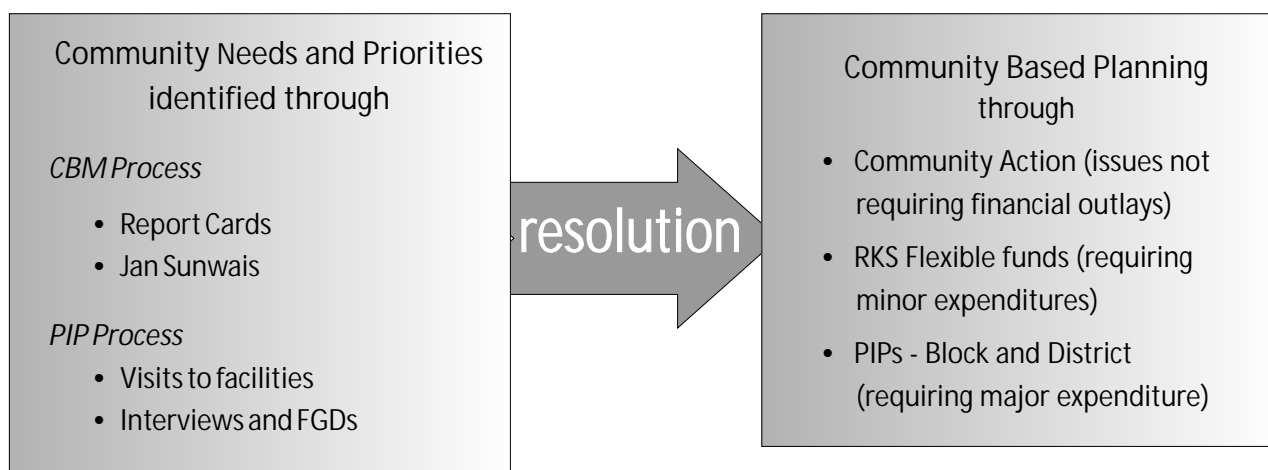 Community Needs and Priorities
identified through
CBM Process
• Report Cards
• Jan Sunwais
PIP Process
• Visits to facilities
• Interviews and FGDs
resolution
Community Based Planning
through
• Community Action (issues not
requiring financial outlays)
• RKS Flexible funds (requiring
minor expenditures)
• PIPs - Block and District
(requiring major expenditure)